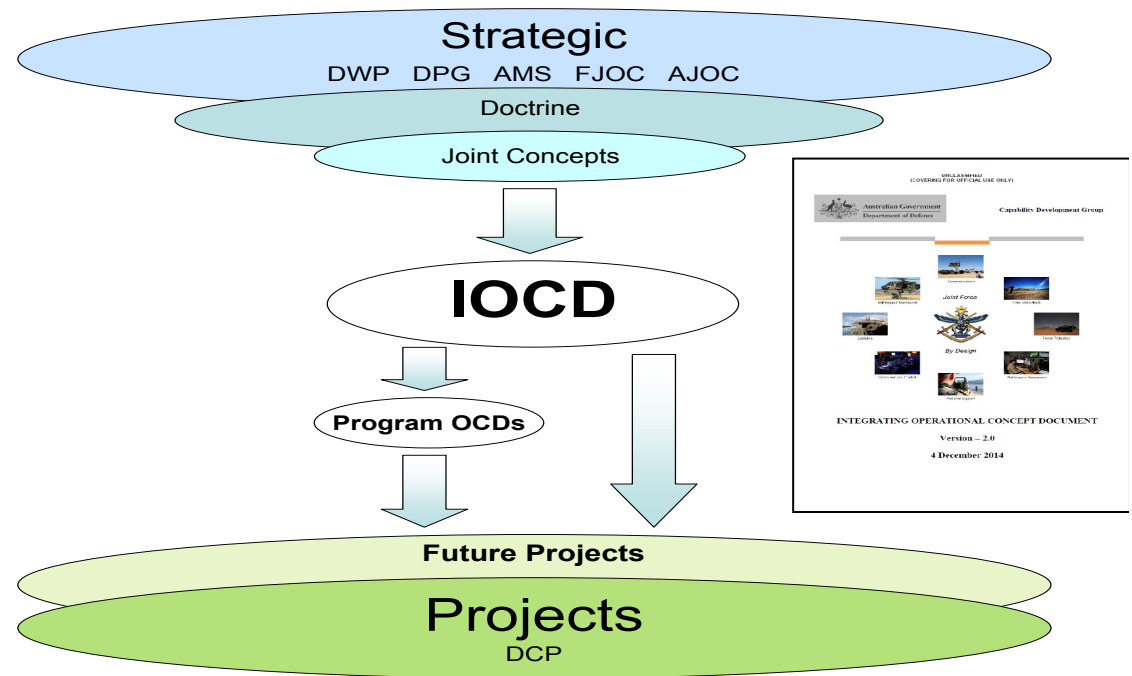 Strategic
DWP DPG AMS FJOC AJOC
Doctrine
Joint Concepts
IOCD
Program OCDs
Future Projects
Projects
DCP
UNCLASSIFIED
(COVERING FOR OFFICIAL USE ONLY)
Australian Government
Department of Defence
Capability Development Group
Joint Force
By Design
INTEGRATING OPERATIONAL CONCEPT DOCUMENT
Version – 2.0
4 December 2014